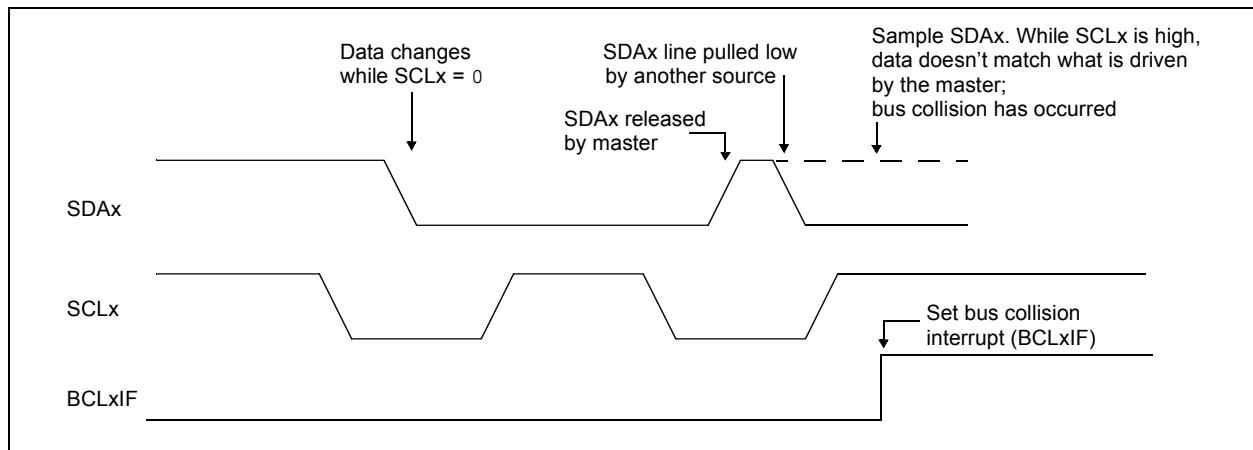 Data changes
while SCLx = 0
SDAx line pulled low
by another source
Sample SDAx. While SCLx is high,
data doesn’t match what is driven
by the master;
bus collision has occurred
SDAx released
by master
SDAx
SCLx
Set bus collision
interrupt (BCLxIF)
BCLxIF